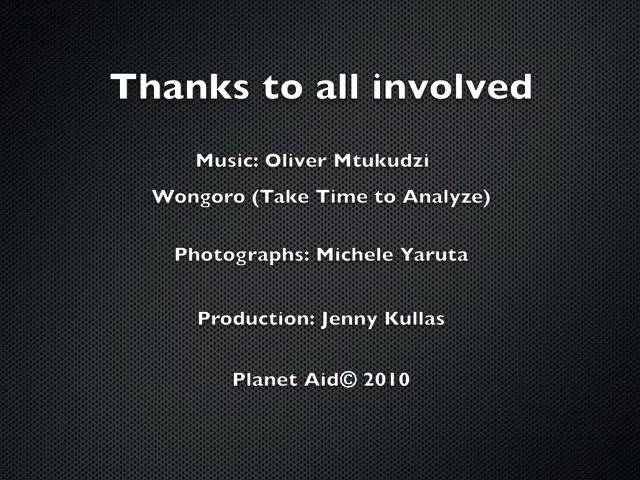 Thanks to all involved
Music: Oliver Mtukudzi
Wongoro (Take Time to Analyze)
Photographs: Michele Yaruta
Production: Jenny Kullas
Planet Aid© 2010